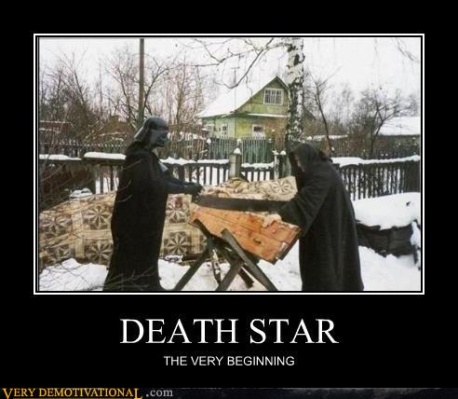 DEATH STAR
THE VERY BEGINNING
VERY DEMOTIVATIONAL .com